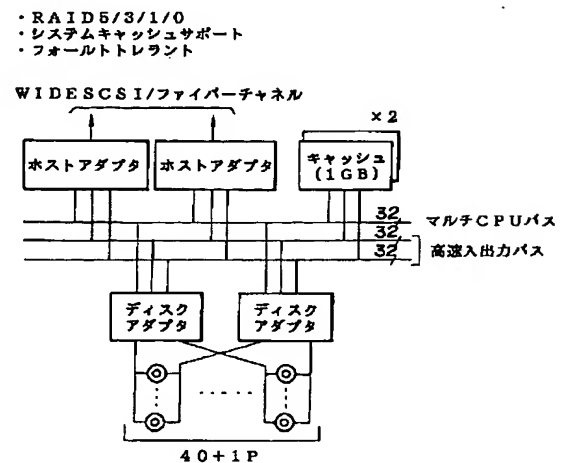 ・RAID5/3/1/0
・システムキャッシュサポート
・フォールトトレラント
WIDESCSI/ファイバーチャネル
×2
ホストアダプタ
ホストアダプタ
キャッシュ
(1GB)
32
マルチCPUバス
32
32
高速入出力バス
ディスク
アダプタ
ディスク
アダプタ
40+1P